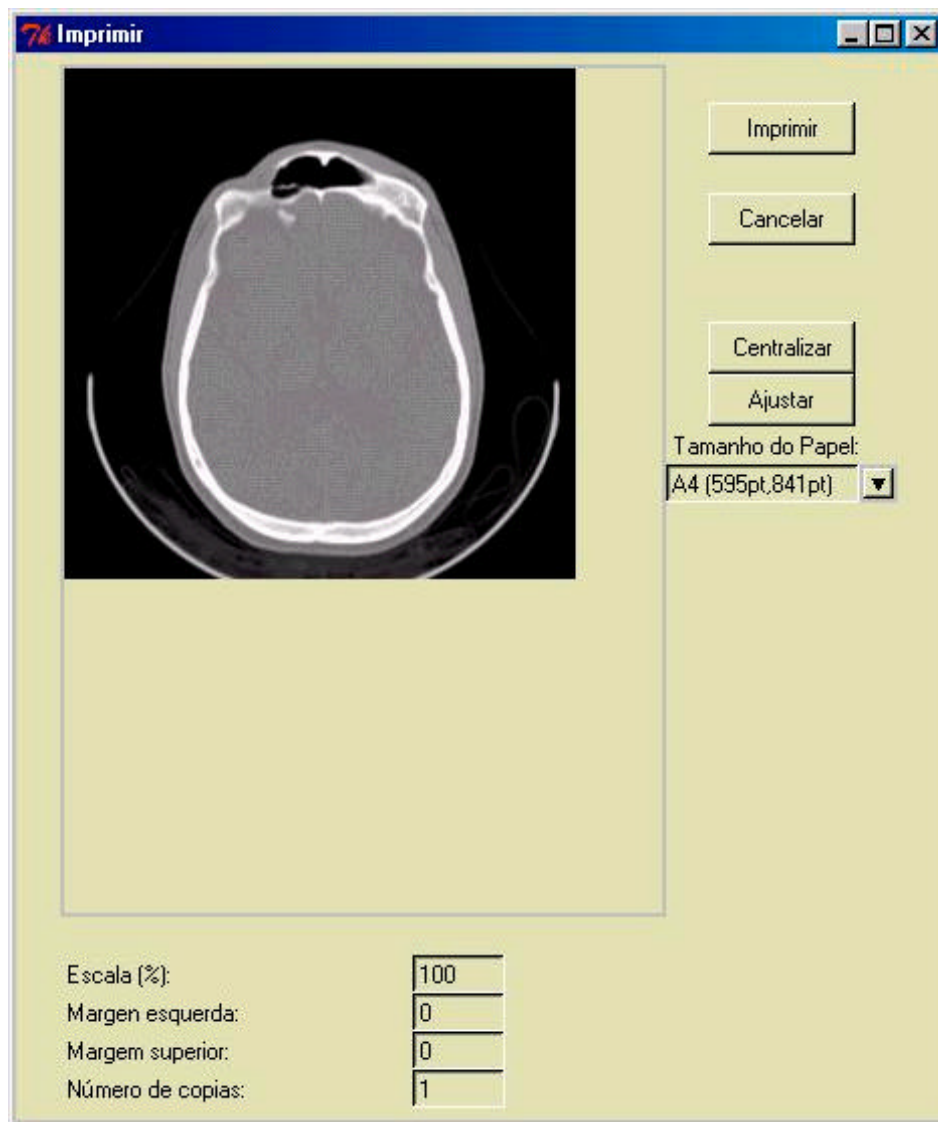 Imprimir
Imprimir
Cancelar
Centralizar
Ajustar
Tamanho do Papel:
A4 (595pt,841pt)
Escala (%): 100
Margen esquerda: 0
Margem superior: 0
Número de copias: 1